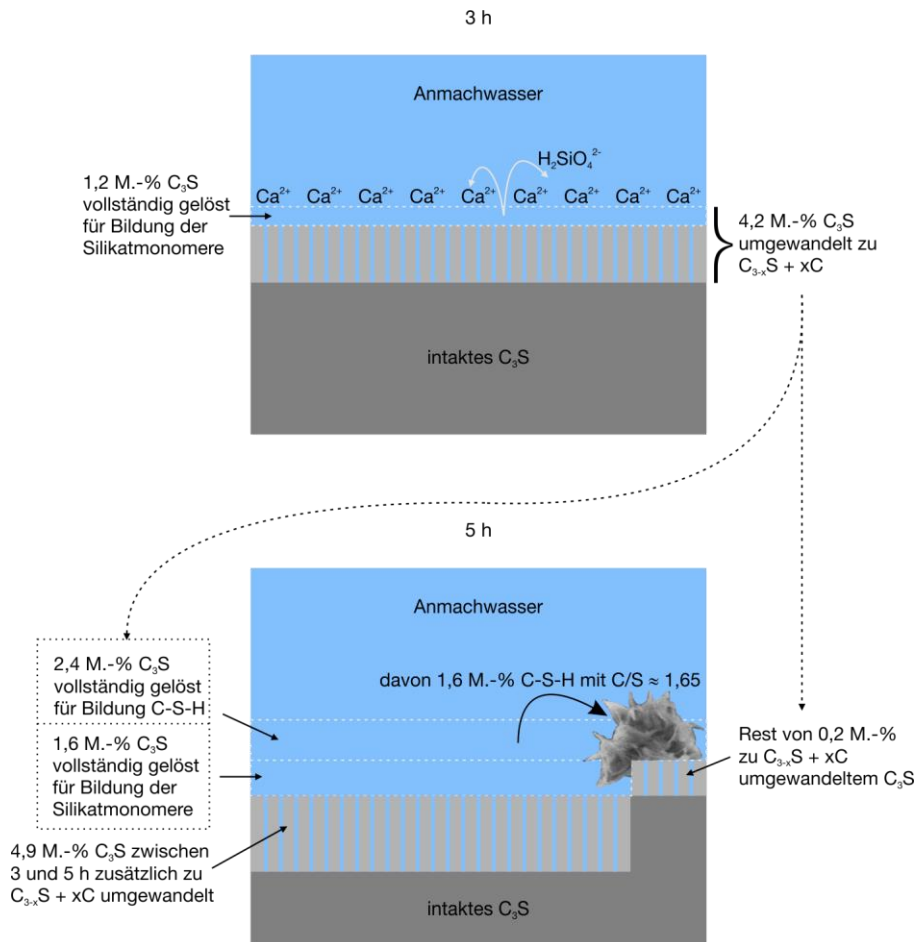 3 h
Anmachwasser
H₂SiO₄²⁻
1,2 M.-% C₃S
vollständig gelöst
für Bildung der
Silikatmonomere
Ca²⁺ Ca²⁺ Ca²⁺ Ca²⁺ Ca²⁺ Ca²⁺ Ca²⁺ Ca²⁺ Ca²⁺
4,2 M.-% C₃S
umgewandelt zu
C₃₋ₓS + xC
intaktes C₃S
5 h
Anmachwasser
2,4 M.-% C₃S
vollständig gelöst
für Bildung C-S-H
davon 1,6 M.-% C-S-H mit C/S ≈ 1,65
1,6 M.-% C₃S
vollständig gelöst
für Bildung der
Silikatmonomere
Rest von 0,2 M.-%
zu C₃₋ₓS + xC
umgewandeltem C₃S
4,9 M.-% C₃S zwischen
3 und 5 h zusätzlich zu
C₃₋ₓS + xC umgewandelt
intaktes C₃S